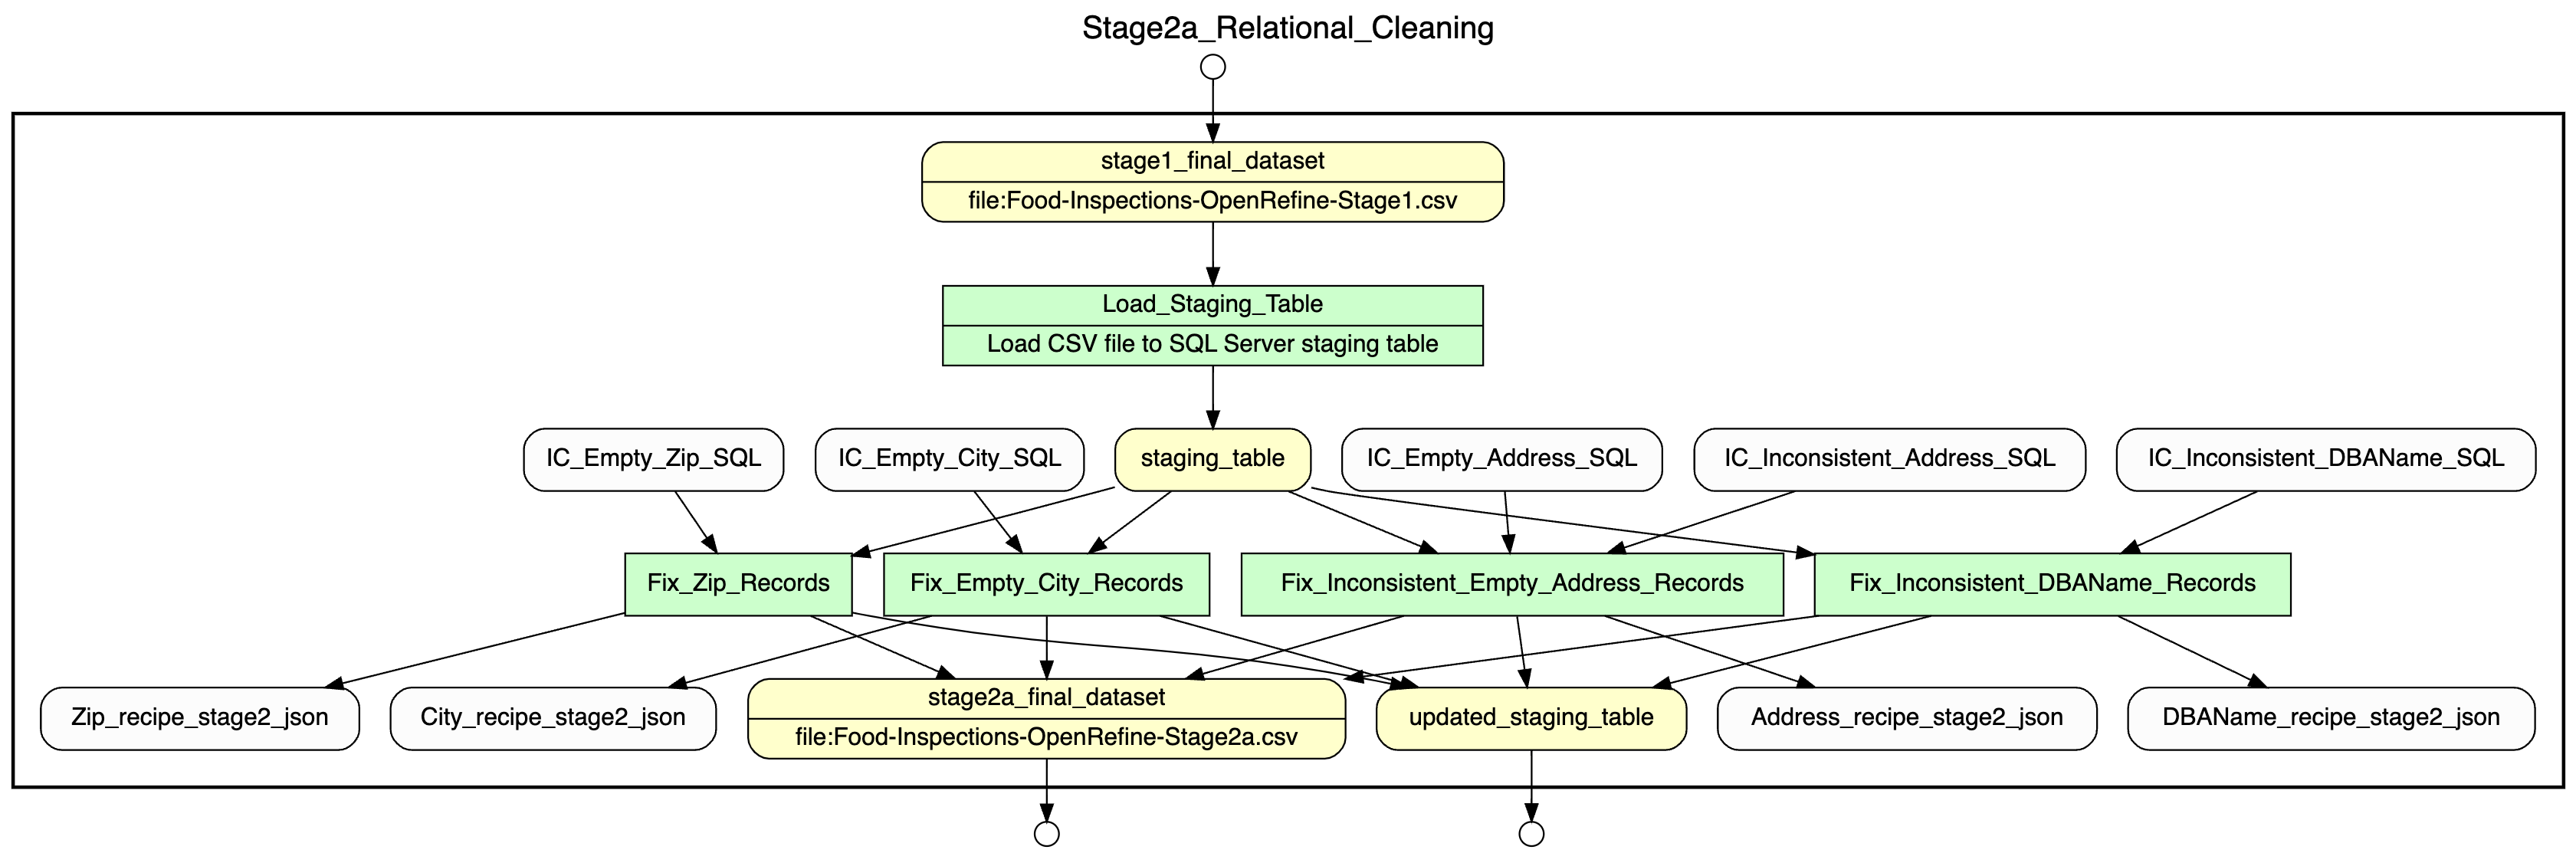 Stage2a_Relational_Cleaning
stage1_final_dataset
file:Food-Inspections-OpenRefine-Stage1.csv
Load_Staging_Table
Load CSV file to SQL Server staging table
IC_Empty_Zip_SQL
IC_Empty_City_SQL
staging_table
IC_Empty_Address_SQL
IC_Inconsistent_Address_SQL
IC_Inconsistent_DBAName_SQL
Fix_Zip_Records
Fix_Empty_City_Records
Fix_Inconsistent_Empty_Address_Records
Fix_Inconsistent_DBAName_Records
Zip_recipe_stage2_json
City_recipe_stage2_json
stage2a_final_dataset
file:Food-Inspections-OpenRefine-Stage2a.csv
updated_staging_table
Address_recipe_stage2_json
DBAName_recipe_stage2_json